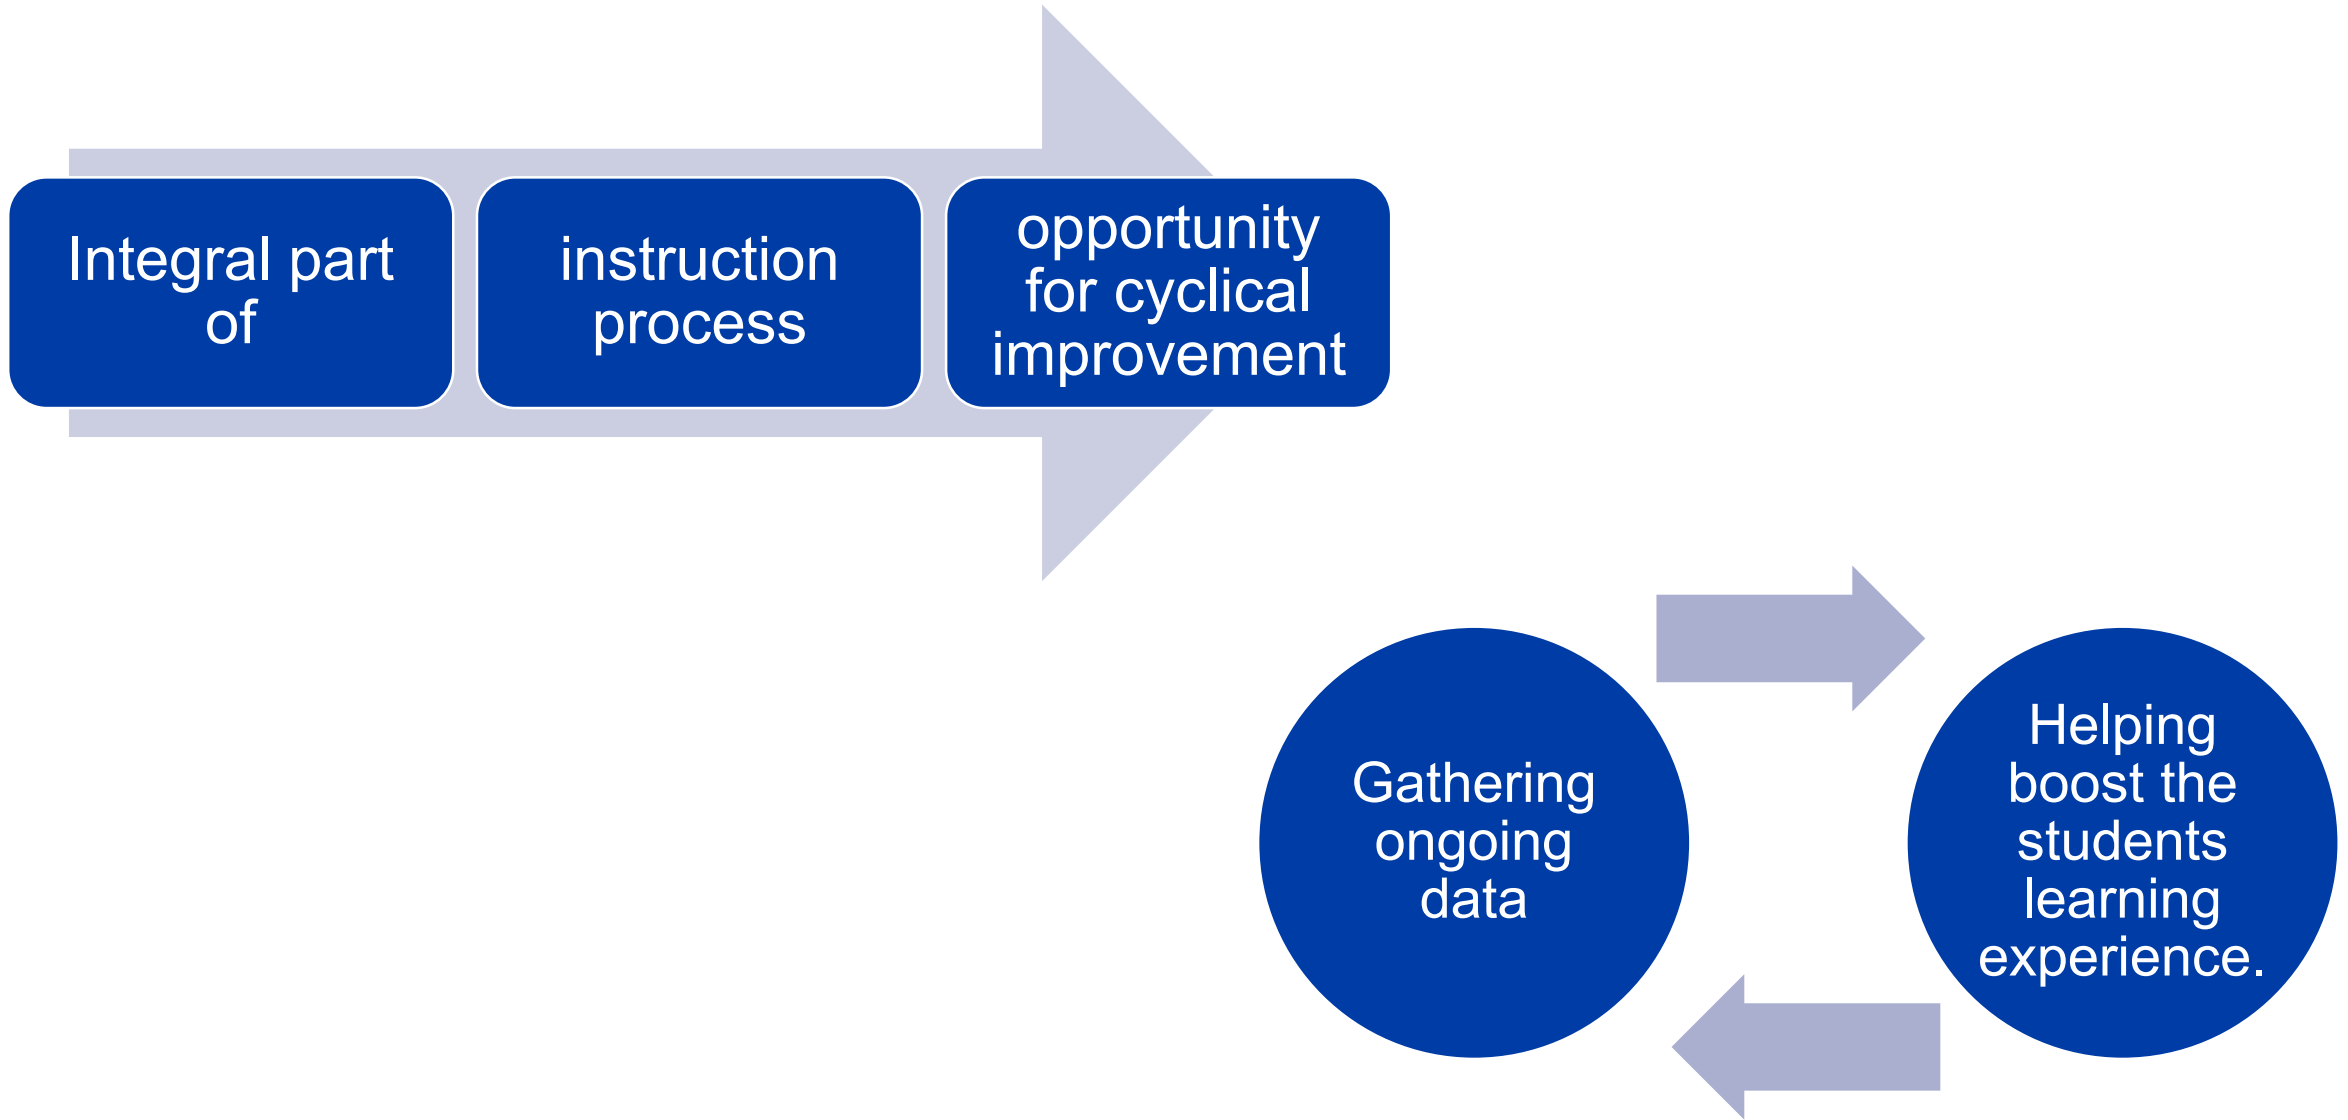 Integral part
of
instruction
process
opportunity
for cyclical
improvement
Gathering
ongoing
data
Helping
boost the
students
learning
experience.